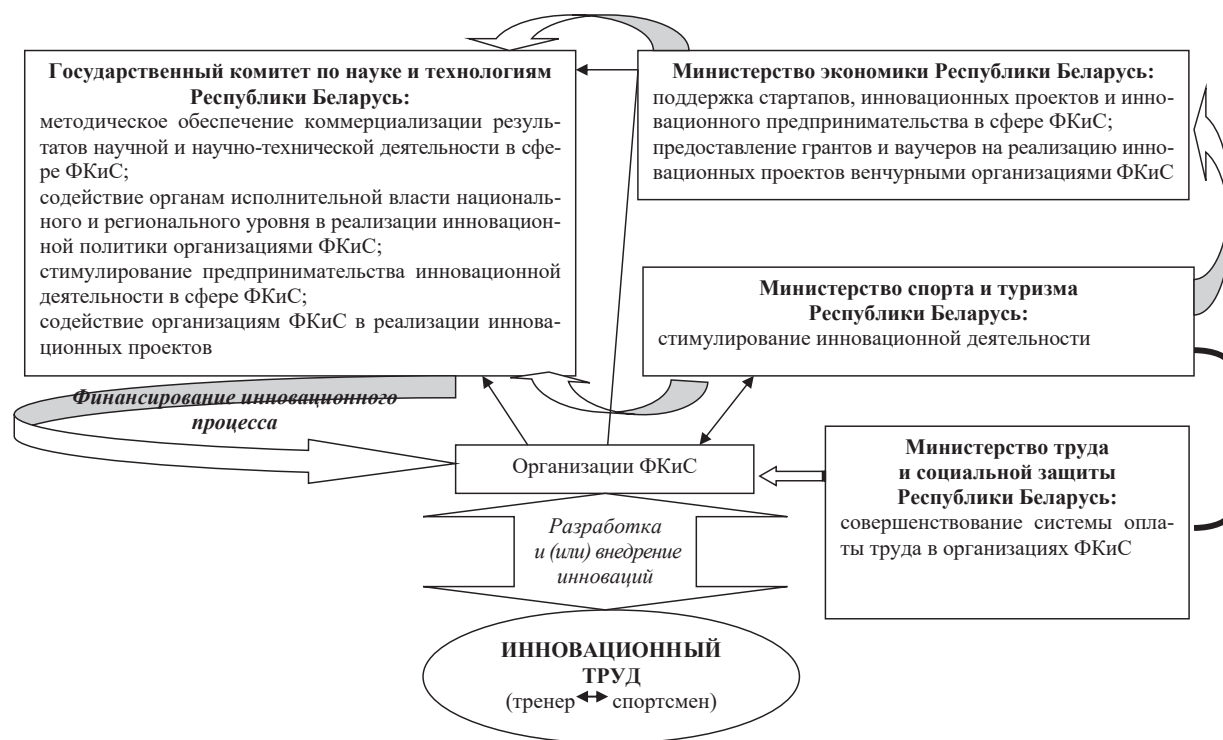 Государственный комитет по науке и технологиям
Республики Беларусь:
методическое обеспечение коммерциализации резуль-
татов научной и научно-технической деятельности в сфе-
ре ФКиС;
содействие органам исполнительной власти националь-
ного и регионального уровня в реализации инновацион-
ной политики организациями ФКиС;
стимулирование предпринимательства инновационной
деятельности в сфере ФКиС;
содействие организациям ФКиС в реализации иннова-
ционных проектов
Министерство экономики Республики Беларусь:
поддержка стартапов, инновационных проектов и инно-
вационного предпринимательства в сфере ФКиС;
предоставление грантов и ваучеров на реализацию инно-
вационных проектов венчурными организациями ФКиС
Министерство спорта и туризма
Республики Беларусь:
стимулирование инновационной деятельности
Финансирование инновационного
процесса
Организации ФКиС
Министерство труда
и социальной защиты
Республики Беларусь:
совершенствование системы опла-
ты труда в организациях ФКиС
Разработка
и (или) внедрение
инноваций
ИННОВАЦИОННЫЙ
ТРУД
(тренер спортсмен)